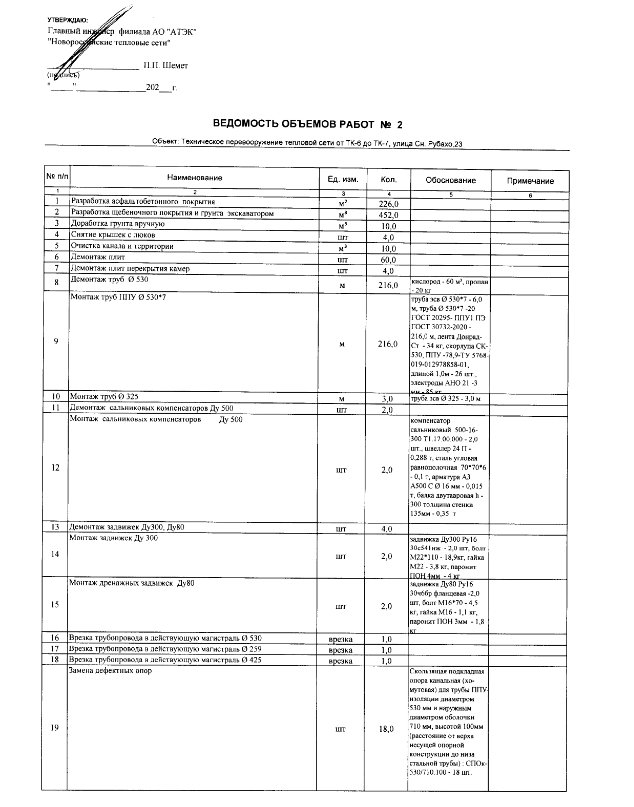 УТВЕРЖДАЮ:
Главный инженер филиала АО "АТЭК"
"Новороссийские тепловые сети"
П.П. Шемет
(подпись)
"_____"_______________202___г.
ВЕДОМОСТЬ ОБЪЕМОВ РАБОТ № 2
Объект: Техническое перевооружение тепловой сети от ТК-6 до ТК-7, улица Сн. Рубахо,23
№ п/п Наименование Ед. изм. Кол. Обоснование Примечание
1 2 3 4 5 6
1 Разработка асфальтобетонного покрытия м² 226,0
2 Разработка щебеночного покрытия и грунта экскаватором м³ 452,0
3 Доработка грунта вручную м³ 10,0
4 Снятие крышек с люков шт 4,0
5 Очистка канала и территории м³ 10,0
6 Демонтаж плит шт 60,0
7 Демонтаж плит перекрытия камер шт 4,0
8 Демонтаж труб Ø 530 м 216,0 кислород - 60 м³, пропан
- 20 кг
9 Монтаж труб ППУ Ø 530*7 м 216,0 труба эсв Ø 530*7 - 6,0
м, труба Ø 530*7 -20
ГОСТ 20295- ППУ1 ПЭ
ГОСТ 30732-2020 -
216,0 м, лента Донрад-
Ст - 34 кг, скорлупа СК-
530, ППУ -78,9-ТУ 5768
019-012978858-01,
длиной 1,0м - 26 шт ,
электроды АНО 21 -3
мм - 85 кг
10 Монтаж труб Ø 325 м 3,0 труба эсв Ø 325 - 3,0 м
11 Демонтаж сальниковых компенсаторов Ду 500 шт 2,0
12 Монтаж сальниковых компенсаторов Ду 500 шт 2,0 компенсатор
сальниковый 500-16-
300 Т1.17.00.000 - 2,0
шт., швеллер 24 П -
0,288 т, сталь угловая
равнополочная 70*70*6
- 0,1 т, арматура А3
А500 С Ø 16 мм - 0,015
т, балка двутавровая h -
300 толщина стенка
135мм - 0,35 т
13 Демонтаж задвижек Ду300, Ду80 шт 4,0
14 Монтаж задвижек Ду 300 шт 2,0 задвижка Ду300 Ру16
30с541нж - 2,0 шт, болт
М22*110 - 18,9кг, гайка
М22 - 3,8 кг, паронит
ПОН 4мм - 4 кг
15 Монтаж дренажных задвижек Ду80 шт 2,0 задвижка Ду80 Ру16
30ч6бр фланцевая -2,0
шт, болт М16*70 - 4,5
кг, гайка М16 - 1,1 кг,
паронит ПОН 3мм - 1,8
кг
16 Врезка трубопровода в действующую магистраль Ø 530 врезка 1,0
17 Врезка трубопровода в действующую магистраль Ø 259 врезка 1,0
18 Врезка трубопровода в действующую магистраль Ø 425 врезка 1,0
19 Замена дефектных опор шт 18,0 Скользящая подкладная
опора канальная (хо-
мутовая) для трубы ППУ-
изоляции диаметром
530 мм и наружным
диаметром оболочки
710 мм, высотой 100мм
(расстояние от верха
несущей опорной
конструкции до низа
стальной трубы) : СПОк-
530/710.100 - 18 шт.